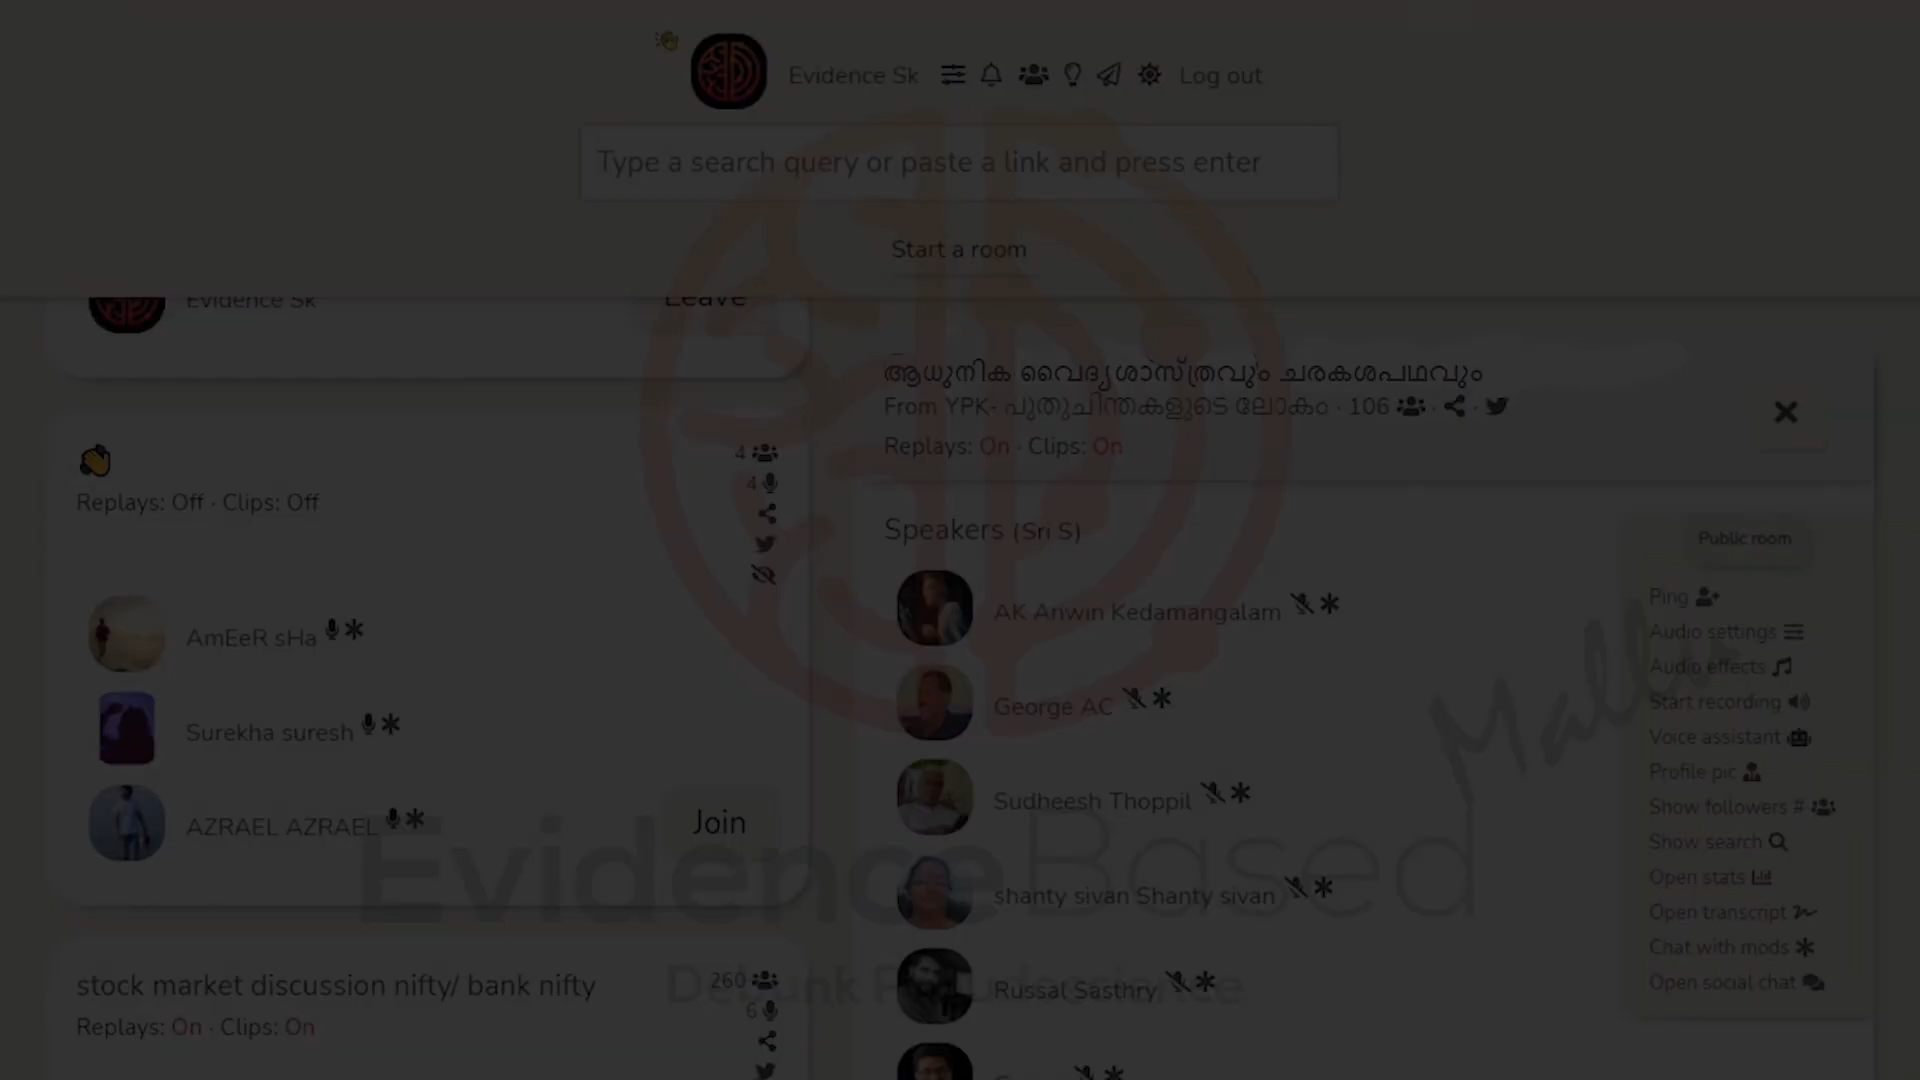 Evidence Sk
Log out
Type a search query or paste a link and press enter
Start a room
Evidence Sk
Leave
Replays: Off · Clips: Off
4
4
AmEeR sHa
Surekha suresh
AZRAEL AZRAEL
Join
stock market discussion nifty/ bank nifty
Replays: On · Clips: On
260
6
ആധുനിക വൈദ്യശാസ്ത്രവും ചരകശപഥവും
From YPK- പുതുചിന്തകളുടെ ലോകം · 106
Replays: On · Clips: On
Speakers (Sri S)
AK Anwin Kedamangalam
George AC
Sudheesh Thoppil
shanty sivan Shanty sivan
Russal Sasthry
Public room
Ping
Audio settings
Audio effects
Start recording
Voice assistant
Profile pic
Show followers #
Show search
Open stats
Open transcript
Chat with mods
Open social chat
EvidenceBased
Debunk Pseudoscience